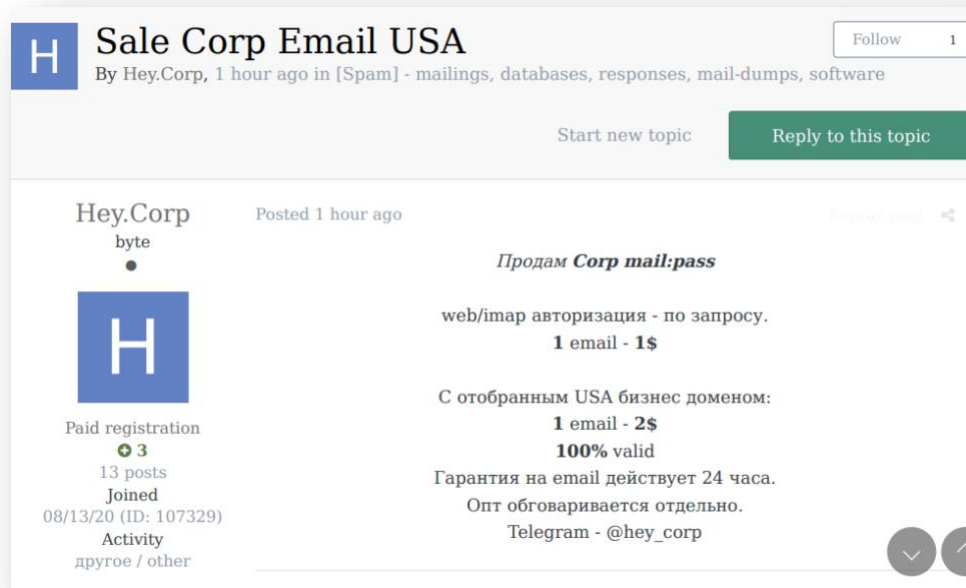 H
Sale Corp Email USA
By Hey.Corp, 1 hour ago in [Spam] - mailings, databases, responses, mail-dumps, software
Follow 1
Start new topic
Reply to this topic
Hey.Corp
byte
H
Paid registration
3
13 posts
Joined
08/13/20 (ID: 107329)
Activity
другое / other
Posted 1 hour ago
Продам Corp mail:pass
web/imap авторизация - по запросу.
1 email - 1$
С отобранным USA бизнес доменом:
1 email - 2$
100% valid
Гарантия на email действует 24 часа.
Опт обговаривается отдельно.
Telegram - @hey_corp